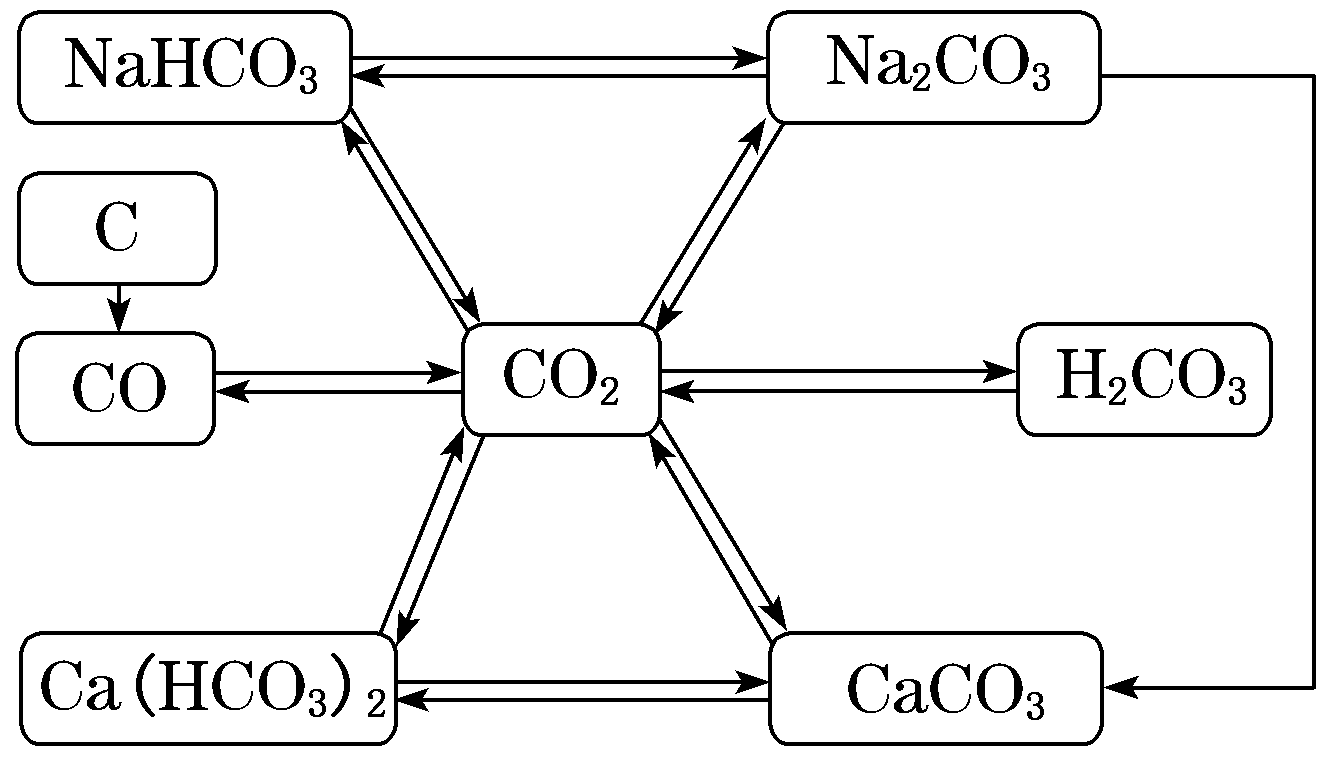 NaHCO₃
Na₂CO₃
C
CO
CO₂
H₂CO₃
Ca(HCO₃)₂
CaCO₃